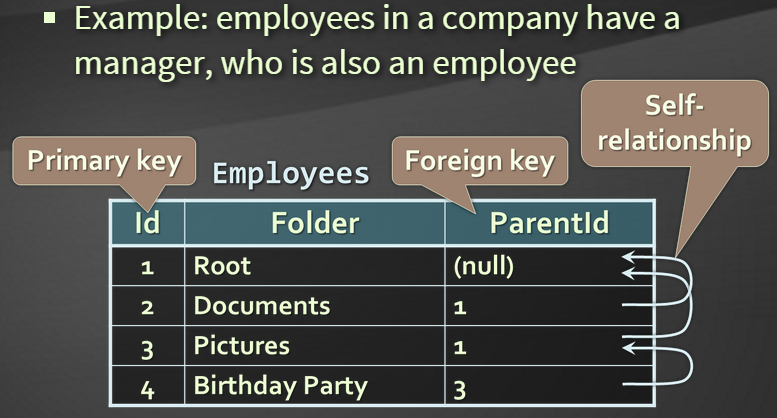 ▪ Example: employees in a company have a
manager, who is also an employee
Self-
relationship
Primary key
Employees
Foreign key
Id Folder ParentId
1 Root (null)
2 Documents 1
3 Pictures 1
4 Birthday Party 3